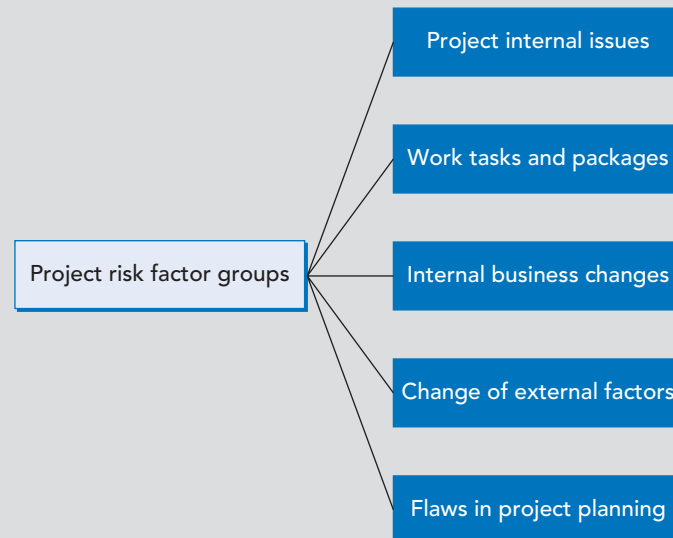 Project internal issues
Work tasks and packages
Project risk factor groups
Internal business changes
Change of external factors
Flaws in project planning